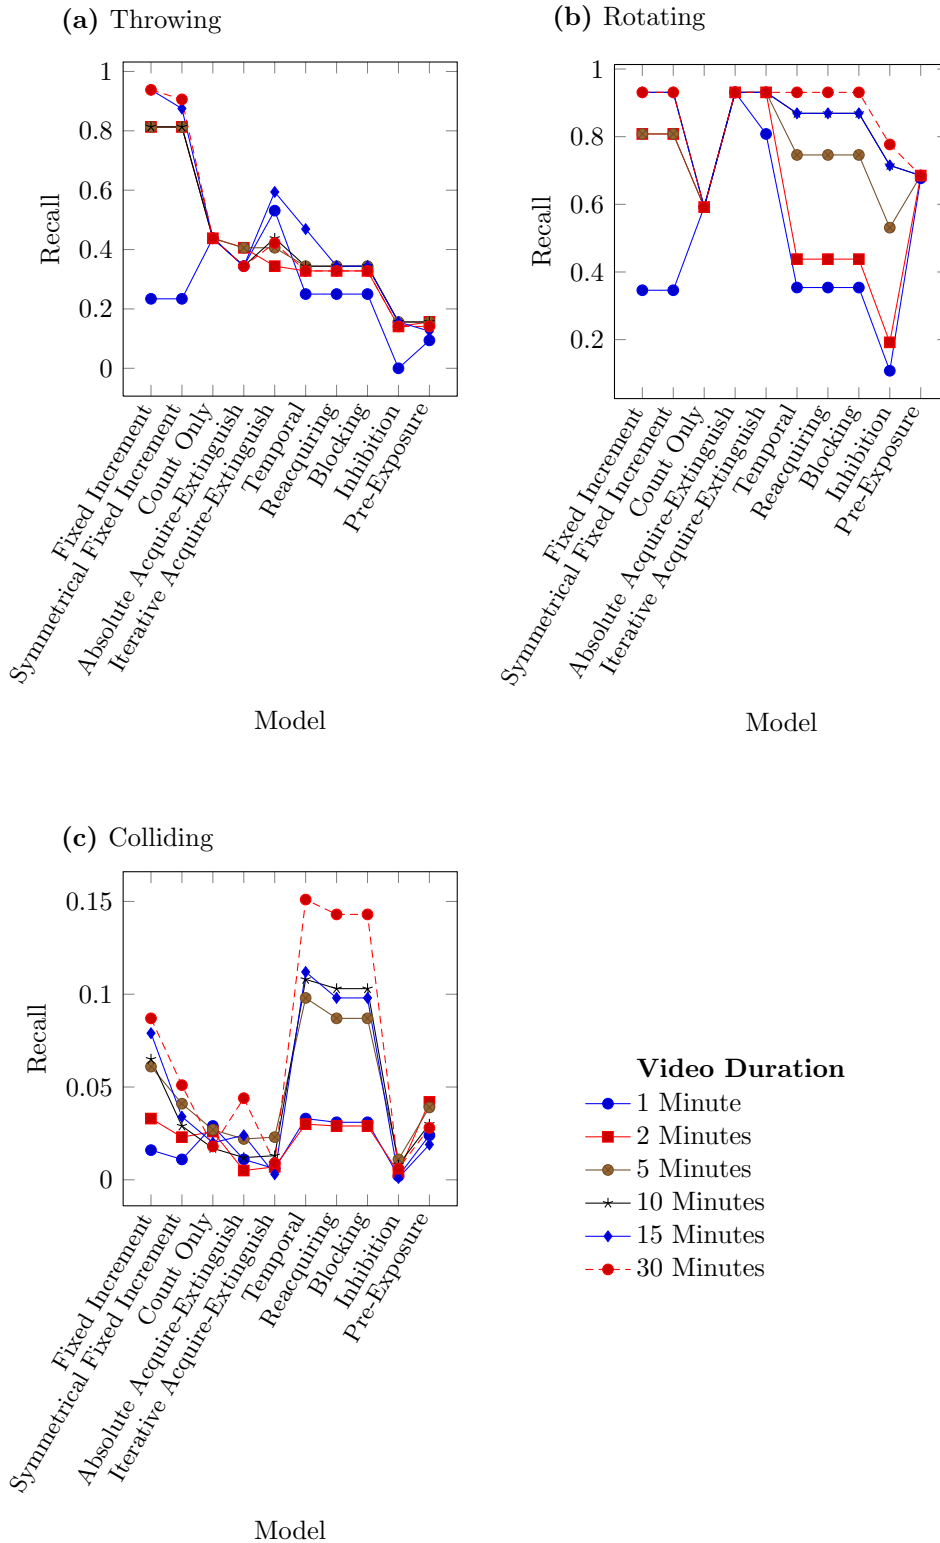 (a) Throwing
1
0.8
0.6
0.4
0.2
0
Recall
Fixed Increment
Symmetrical Fixed Increment
Count Only
Absolute Acquire-Extinguish
Iterative Acquire-Extinguish
Temporal
Reacquiring
Blocking
Inhibition
Pre-Exposure
Model
(b) Rotating
1
0.8
0.6
0.4
0.2
Recall
Fixed Increment
Symmetrical Fixed Increment
Count Only
Absolute Acquire-Extinguish
Iterative Acquire-Extinguish
Temporal
Reacquiring
Blocking
Inhibition
Pre-Exposure
Model
(c) Colliding
0.15
0.1
0.05
0
Recall
Fixed Increment
Symmetrical Fixed Increment
Count Only
Absolute Acquire-Extinguish
Iterative Acquire-Extinguish
Temporal
Reacquiring
Blocking
Inhibition
Pre-Exposure
Model
Video Duration
1 Minute
2 Minutes
5 Minutes
10 Minutes
15 Minutes
30 Minutes